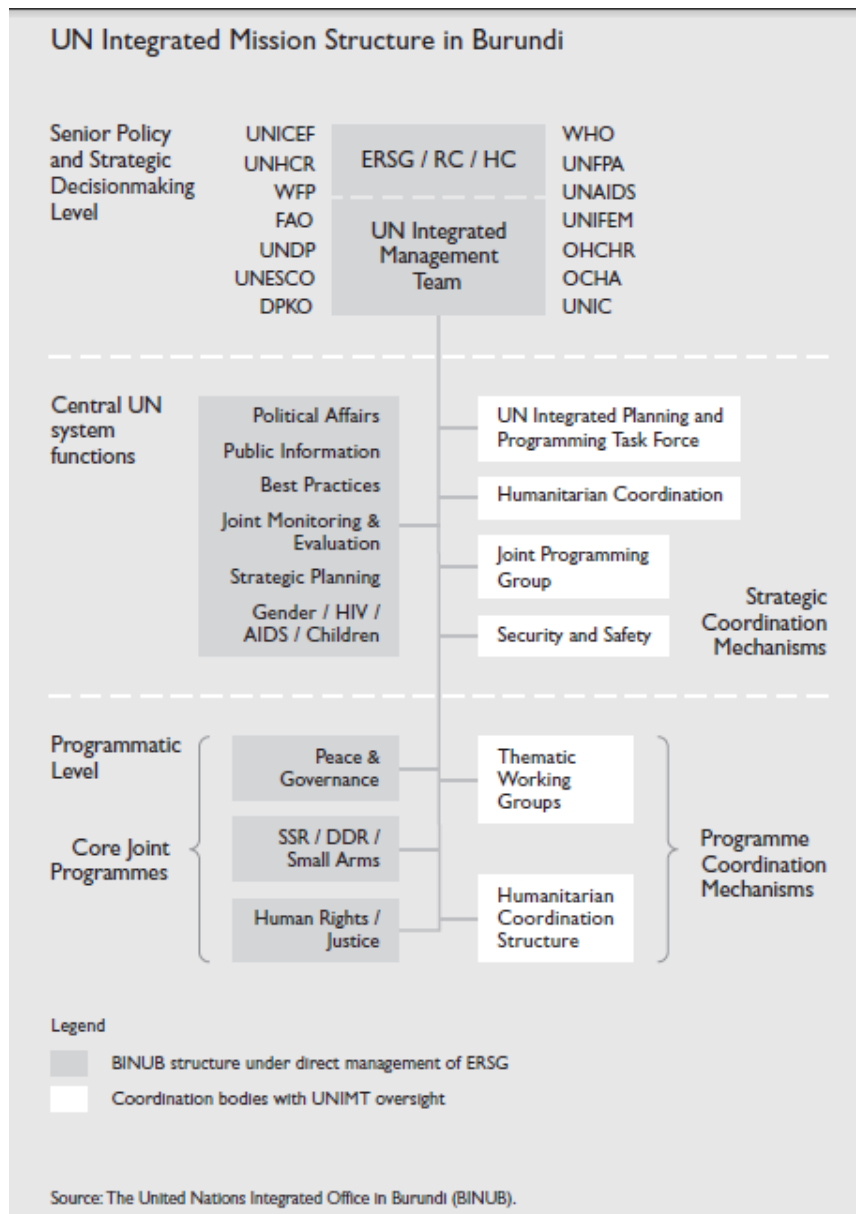 UN Integrated Mission Structure in Burundi
Senior Policy
and Strategic
Decisionmaking
Level
UNICEF
UNHCR
WFP
FAO
UNDP
UNESCO
DPKO
ERSG / RC / HC
UN Integrated
Management
Team
WHO
UNFPA
UNAIDS
UNIFEM
OHCHR
OCHA
UNIC
Central UN
system
functions
Political Affairs
Public Information
Best Practices
Joint Monitoring &
Evaluation
Strategic Planning
Gender / HIV /
AIDS / Children
UN Integrated Planning and
Programming Task Force
Humanitarian Coordination
Joint Programming
Group
Security and Safety
Strategic
Coordination
Mechanisms
Programmatic
Level
Core Joint
Programmes
Peace &
Governance
SSR / DDR /
Small Arms
Human Rights /
Justice
Thematic
Working
Groups
Humanitarian
Coordination
Structure
Programme
Coordination
Mechanisms
Legend
BINUB structure under direct management of ERSG
Coordination bodies with UNIMT oversight
Source: The United Nations Integrated Office in Burundi (BINUB).